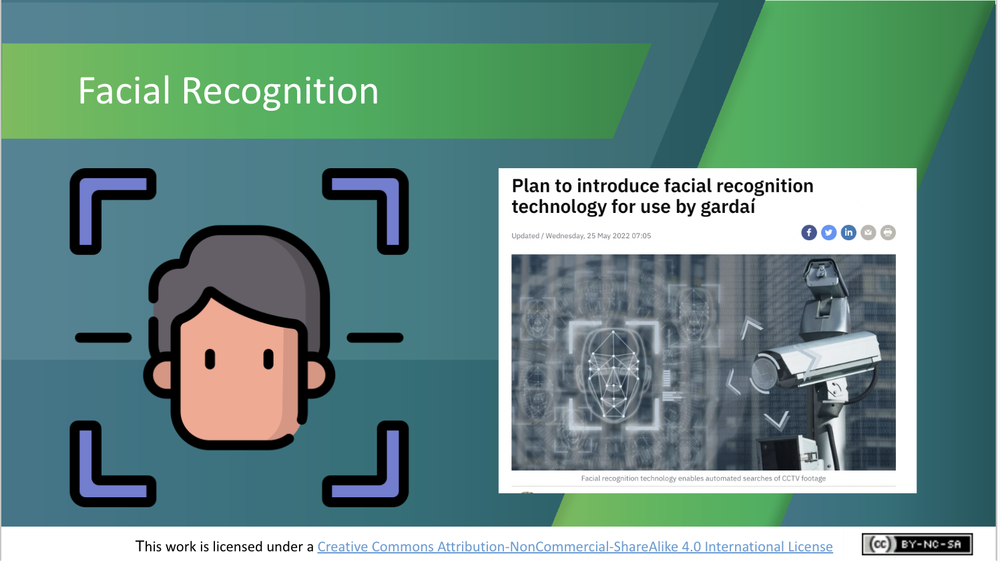 Facial Recognition
Plan to introduce facial recognition
technology for use by gardaí
Updated / Wednesday, 25 May 2022 07:05
f
in
Facial recognition technology enables automated searches of CCTV footage
This work is licensed under a Creative Commons Attribution-NonCommercial-ShareAlike 4.0 International License
cc BY-NC-SA